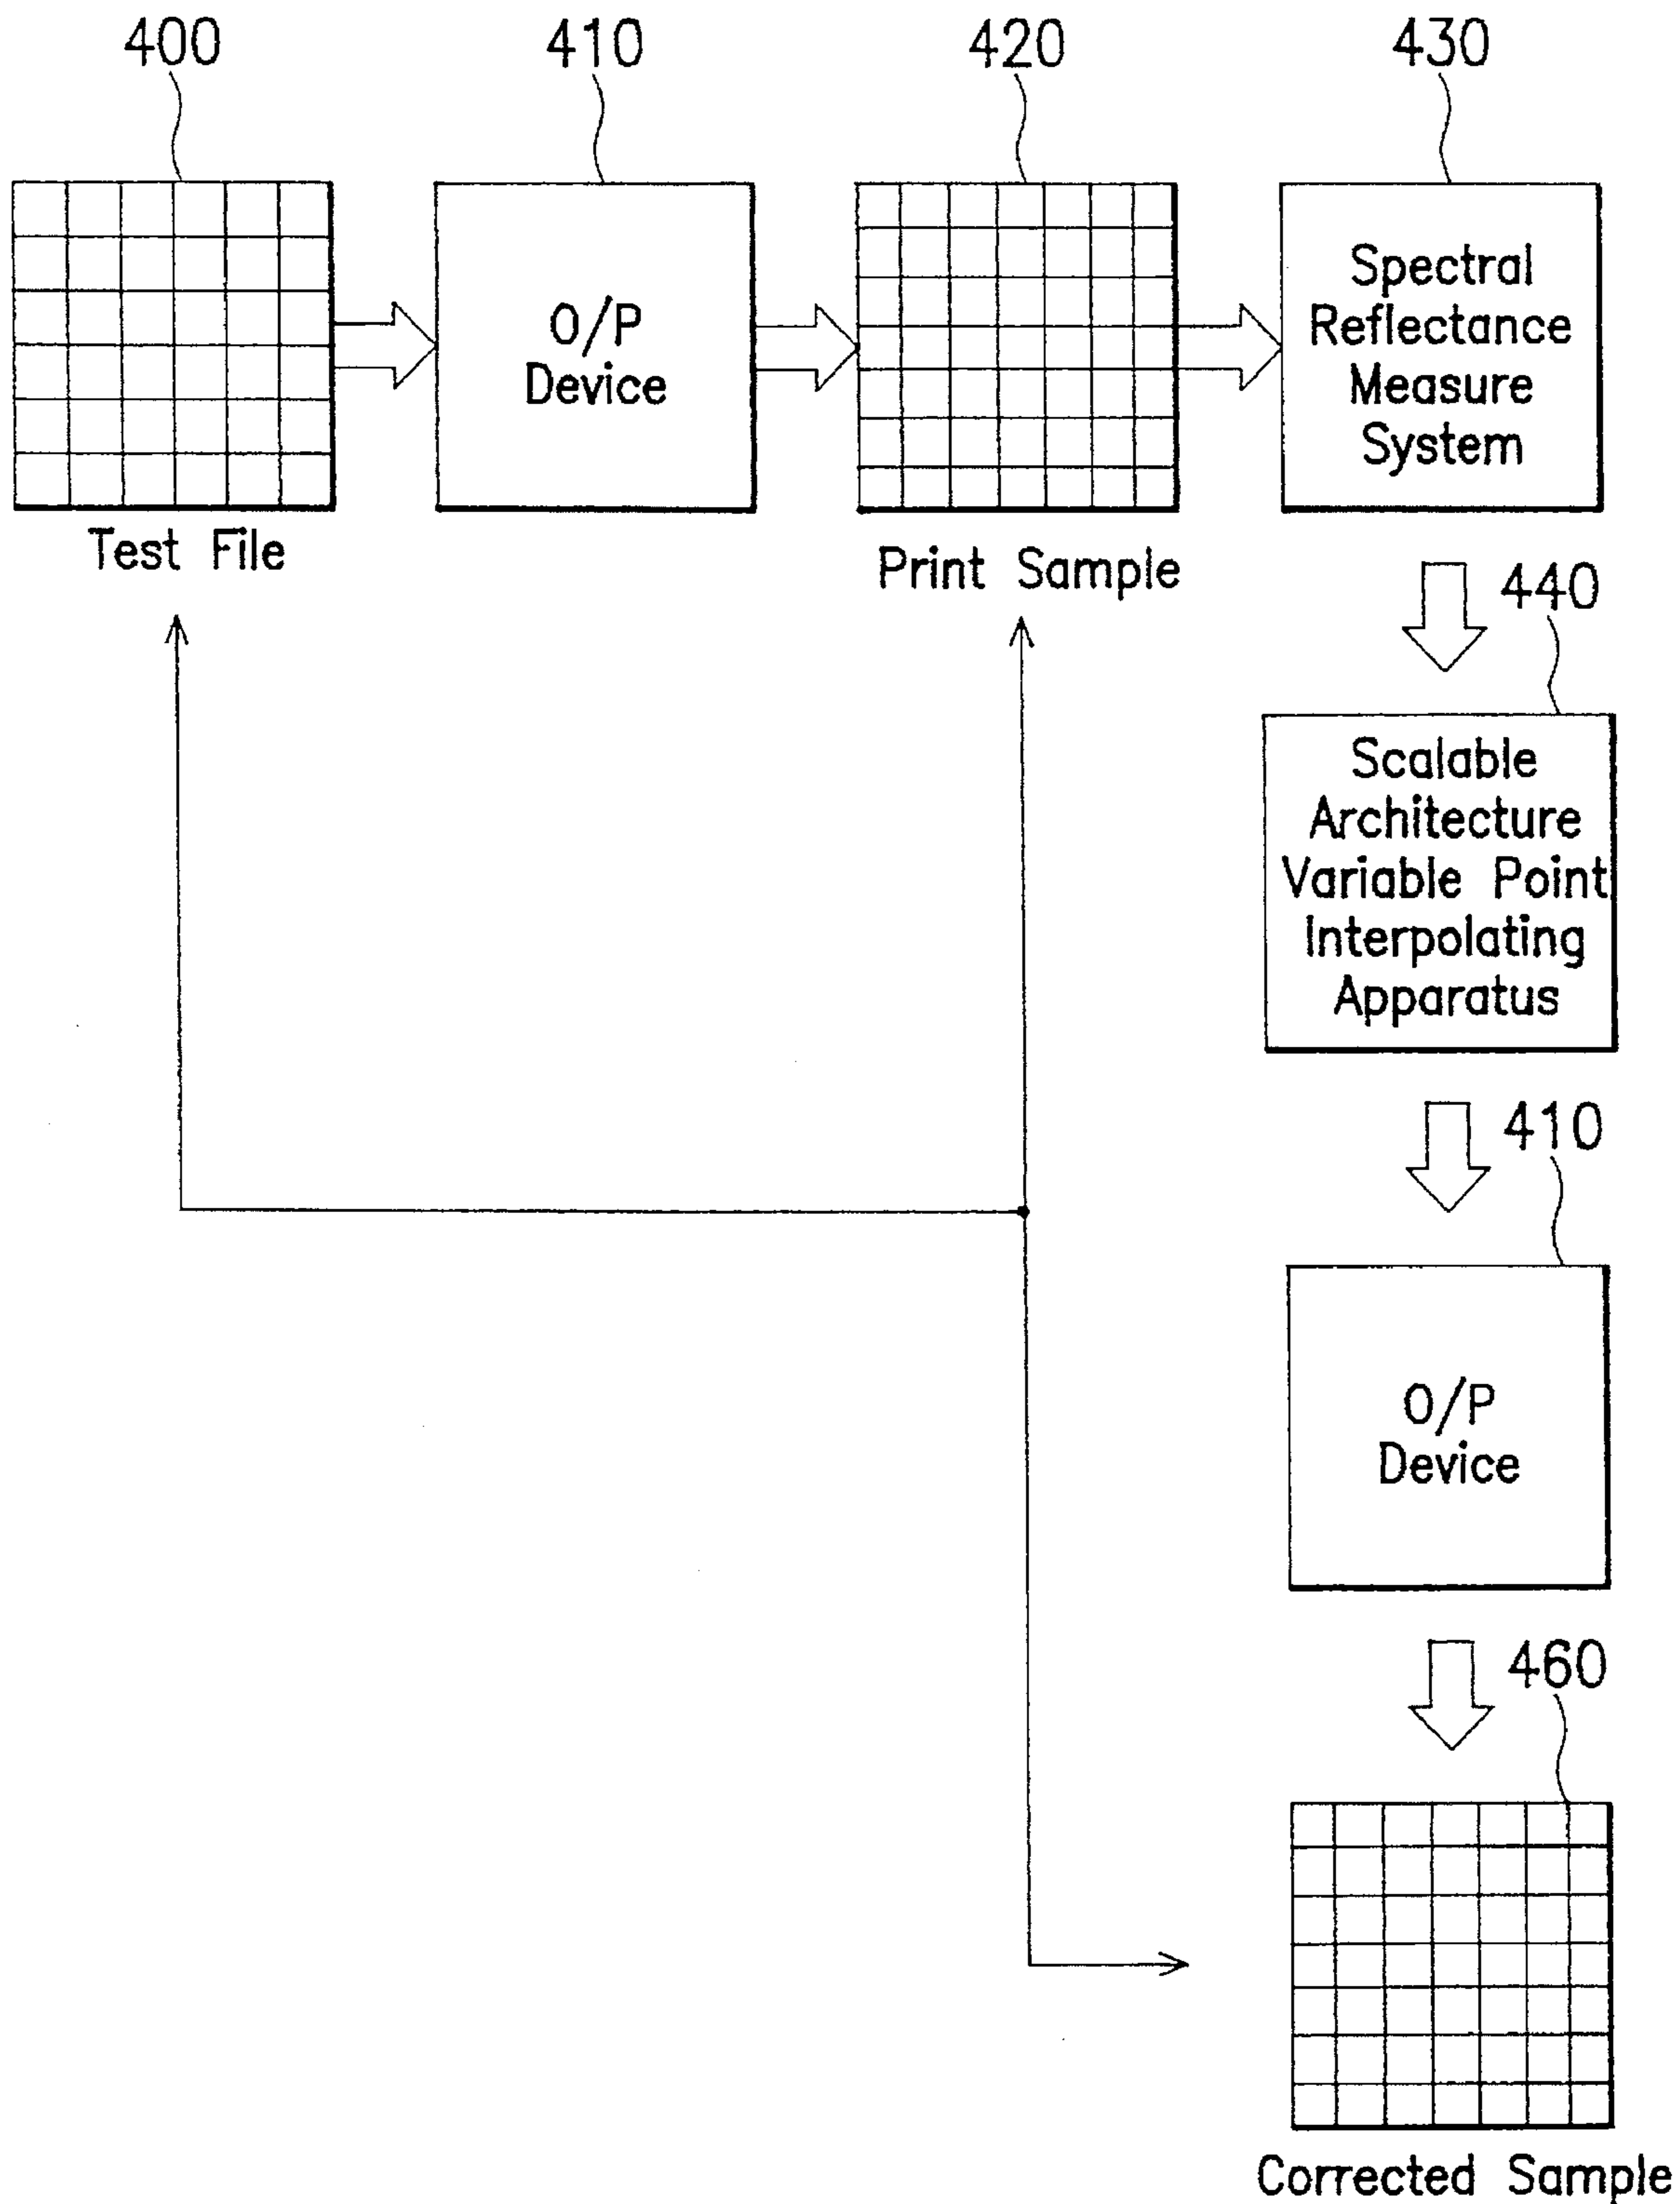 400
410
420
430
O/P
Device
Spectral
Reflectance
Measure
System
Test File
Print Sample
440
Scalable
Architecture
Variable Point
Interpolating
Apparatus
410
O/P
Device
460
Corrected Sample